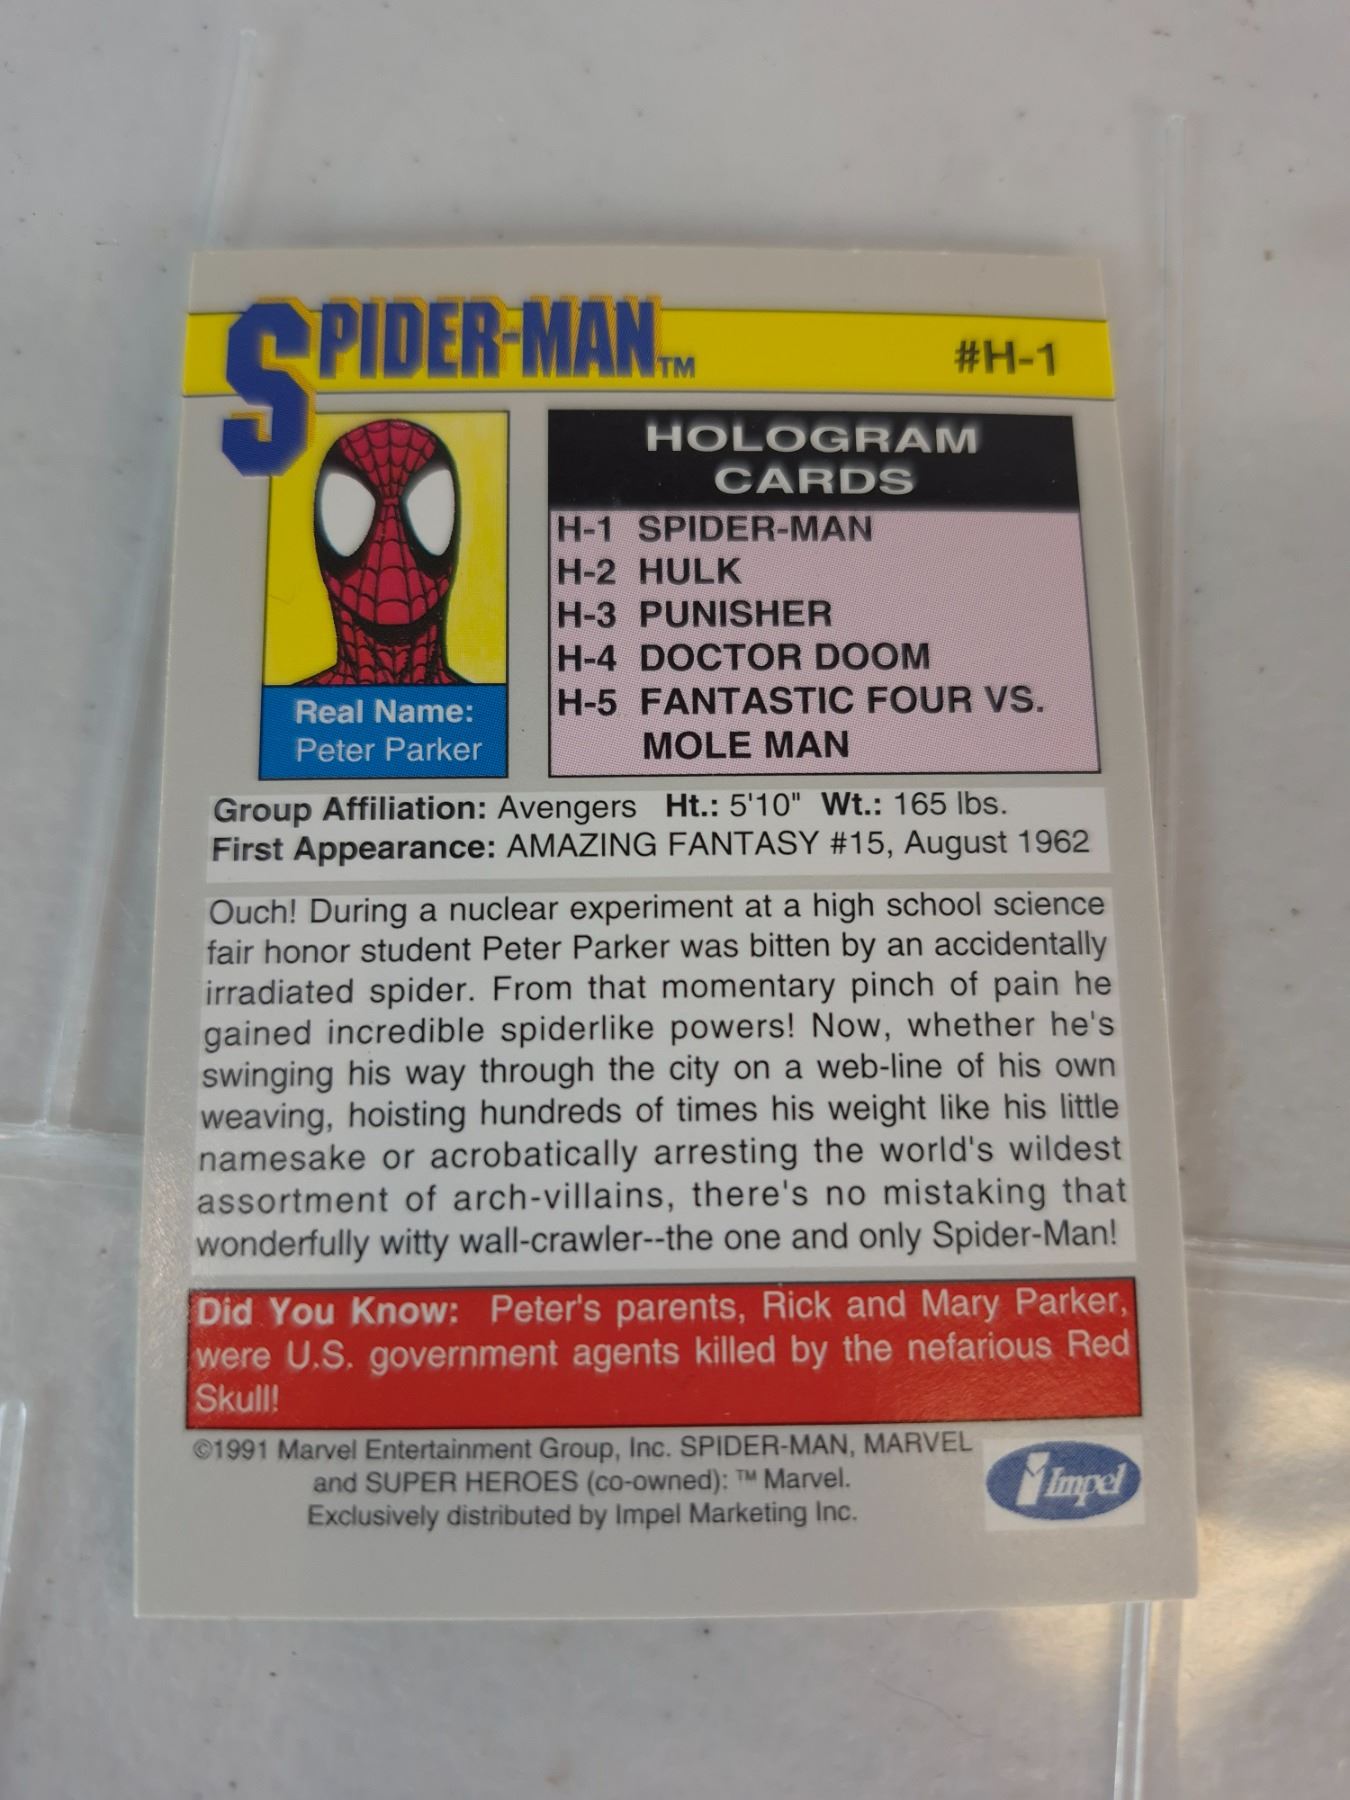 SPIDER-MAN™ #H-1
HOLOGRAM
CARDS
H-1 SPIDER-MAN
H-2 HULK
H-3 PUNISHER
H-4 DOCTOR DOOM
H-5 FANTASTIC FOUR VS.
MOLE MAN
Real Name:
Peter Parker
Group Affiliation: Avengers Ht.: 5'10" Wt.: 165 lbs.
First Appearance: AMAZING FANTASY #15, August 1962
Ouch! During a nuclear experiment at a high school science
fair honor student Peter Parker was bitten by an accidentally
irradiated spider. From that momentary pinch of pain he
gained incredible spiderlike powers! Now, whether he's
swinging his way through the city on a web-line of his own
weaving, hoisting hundreds of times his weight like his little
namesake or acrobatically arresting the world's wildest
assortment of arch-villains, there's no mistaking that
wonderfully witty wall-crawler--the one and only Spider-Man!
Did You Know: Peter's parents, Rick and Mary Parker,
were U.S. government agents killed by the nefarious Red
Skull!
©1991 Marvel Entertainment Group, Inc. SPIDER-MAN, MARVEL
and SUPER HEROES (co-owned): ™ Marvel.
Exclusively distributed by Impel Marketing Inc.
Impel